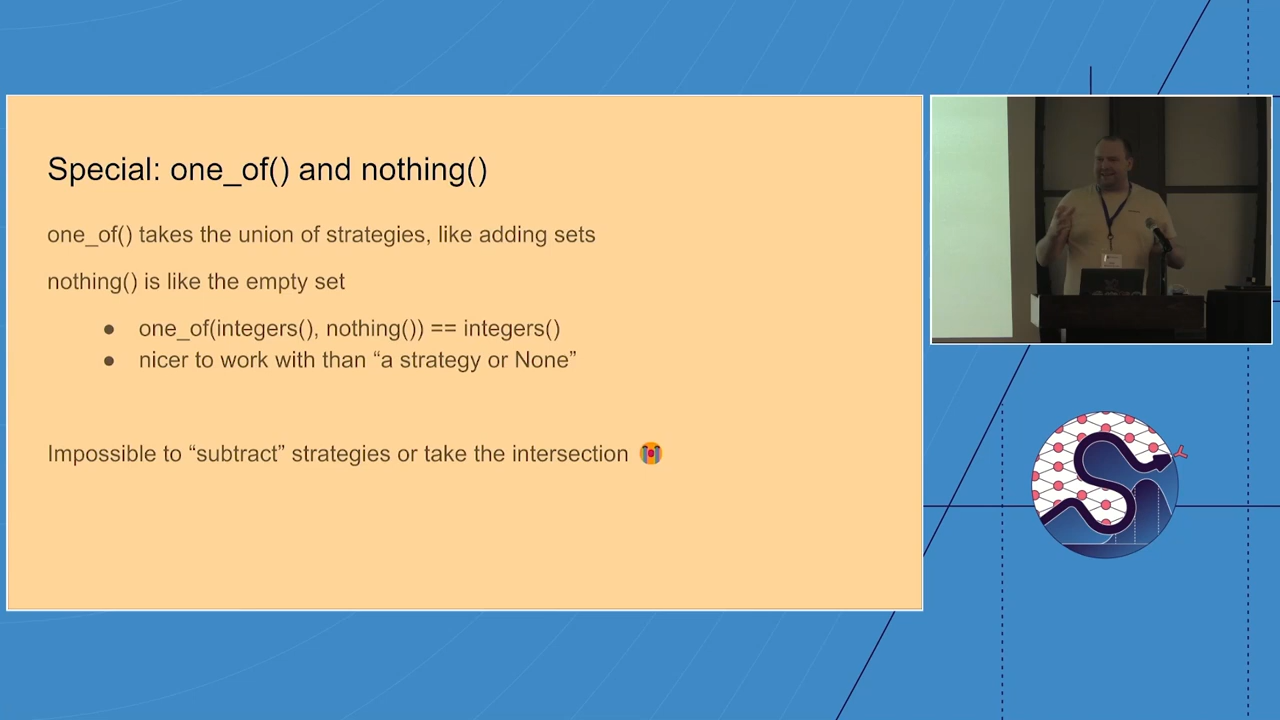 Special: one_of() and nothing()
one_of() takes the union of strategies, like adding sets
nothing() is like the empty set
● one_of(integers(), nothing()) == integers()
● nicer to work with than “a strategy or None”
Impossible to “subtract” strategies or take the intersection 😭